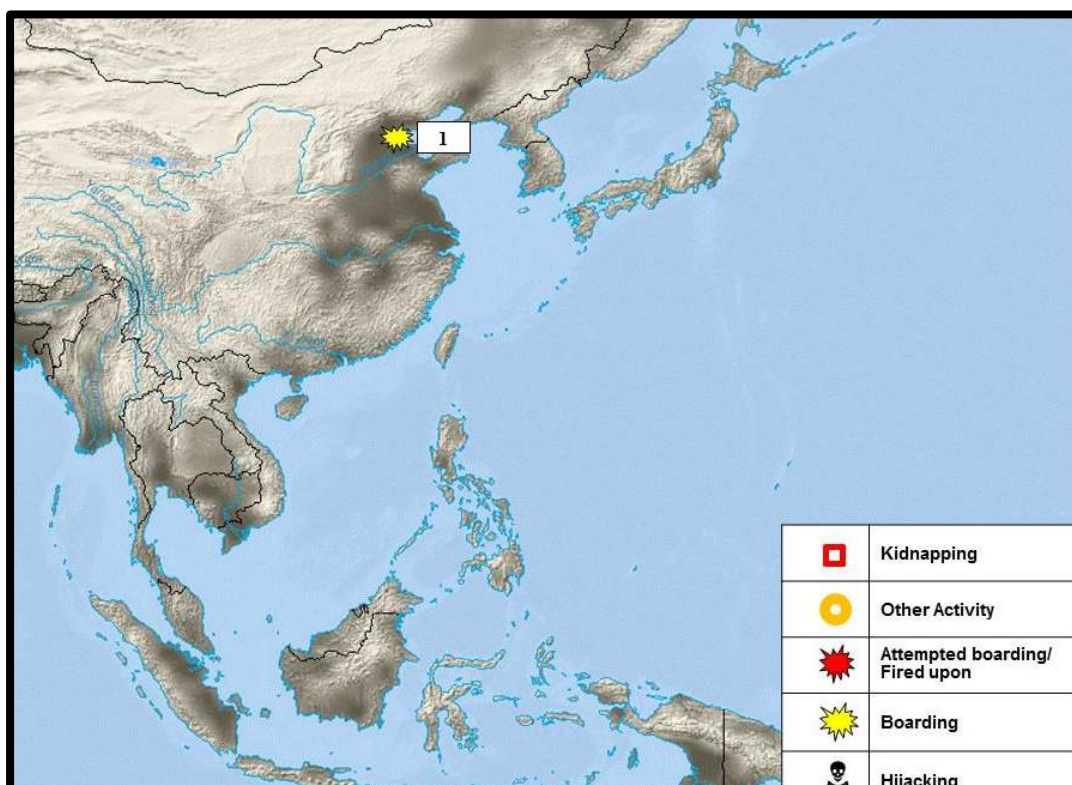 1
Kidnapping
Other Activity
Attempted boarding/
Fired upon
Boarding
Hijacking